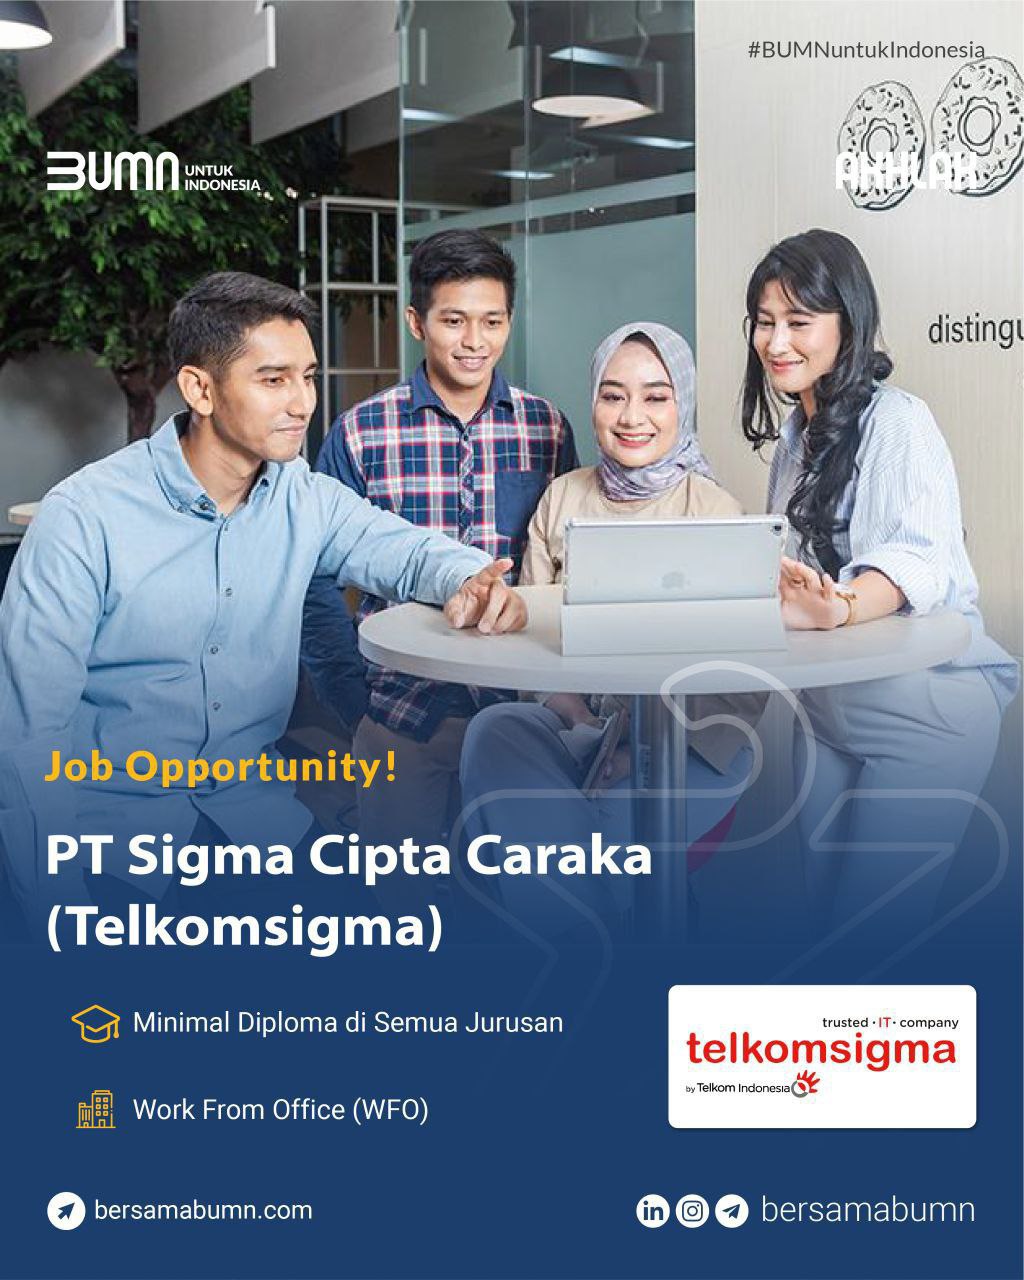 #BUMNuntukIndonesia
BUMN UNTUK
INDONESIA
AKHLAK
distingu
Job Opportunity!
PT Sigma Cipta Caraka
(Telkomsigma)
Minimal Diploma di Semua Jurusan
trusted · IT · company
telkomsigma
by Telkom Indonesia
Work From Office (WFO)
bersamabumn.com
in
bersamabumn